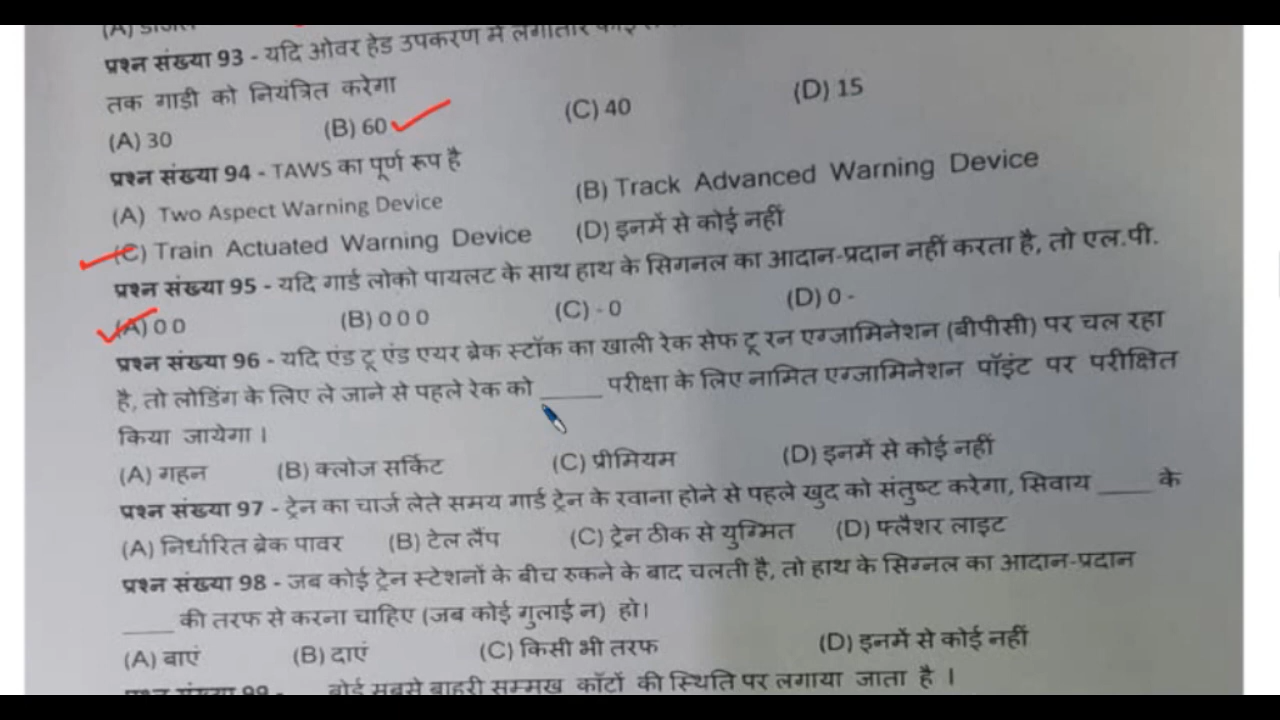 प्रश्न संख्या 93 - यदि ओवर हेड उपकरण में लगातार
तक गाड़ी को नियंत्रित करेगा
(A) 30 (B) 60 (C) 40 (D) 15
प्रश्न संख्या 94 - TAWS का पूर्ण रूप है
(A) Two Aspect Warning Device (B) Track Advanced Warning Device
(C) Train Actuated Warning Device (D) इनमें से कोई नहीं
प्रश्न संख्या 95 - यदि गार्ड लोको पायलट के साथ हाथ के सिगनल का आदान-प्रदान नहीं करता है, तो एल.पी.
(A) 0 0 (B) 0 0 0 (C) - 0 (D) 0 -
प्रश्न संख्या 96 - यदि एंड टू एंड एयर ब्रेक स्टॉक का खाली रेक सेफ टू रन एग्जामिनेशन (बीपीसी) पर चल रहा
है, तो लोडिंग के लिए ले जाने से पहले रेक को _____ परीक्षा के लिए नामित एग्जामिनेशन पॉइंट पर परीक्षित
किया जायेगा ।
(A) गहन (B) क्लोज सर्किट (C) प्रीमियम (D) इनमें से कोई नहीं
प्रश्न संख्या 97 - ट्रेन का चार्ज लेते समय गार्ड ट्रेन के रवाना होने से पहले खुद को संतुष्ट करेगा, सिवाय ____ के
(A) निर्धारित ब्रेक पावर (B) टेल लैंप (C) ट्रेन ठीक से युग्मित (D) फ्लैशर लाइट
प्रश्न संख्या 98 - जब कोई ट्रेन स्टेशनों के बीच रुकने के बाद चलती है, तो हाथ के सिग्नल का आदान-प्रदान
____ की तरफ से करना चाहिए (जब कोई गुलाई न) हो।
(A) बाएं (B) दाएं (C) किसी भी तरफ (D) इनमें से कोई नहीं
प्रश्न संख्या 99 - ____ बोर्ड सबसे बाहरी सम्मुख काँटों की स्थिति पर लगाया जाता है ।